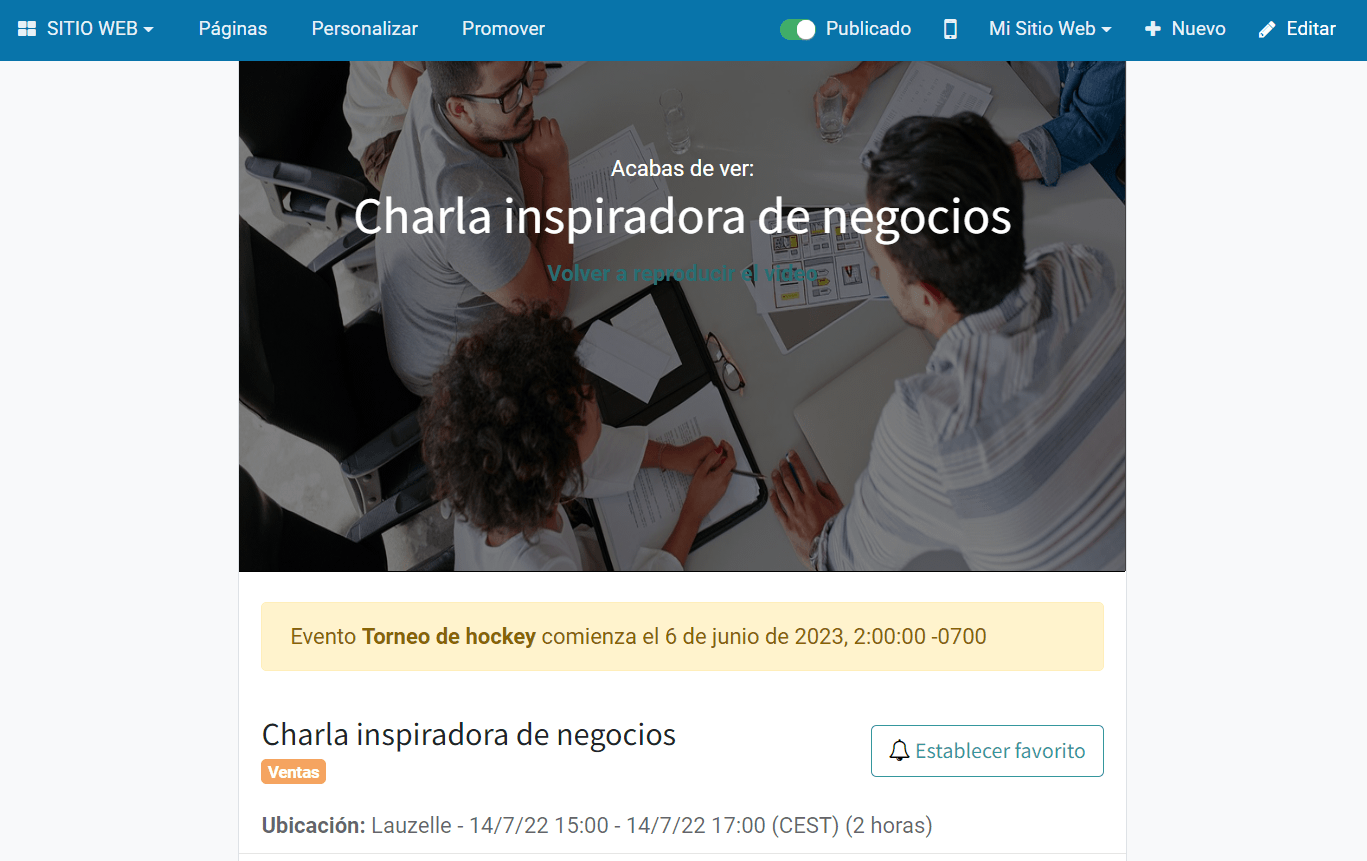 SITIO WEB Páginas Personalizar Promover Publicado Mi Sitio Web Nuevo Editar
Acabas de ver:
Charla inspiradora de negocios
Volver a reproducir el video
Evento Torneo de hockey comienza el 6 de junio de 2023, 2:00:00 -0700
Charla inspiradora de negocios
Establecer favorito
Ventas
Ubicación: Lauzelle - 14/7/22 15:00 - 14/7/22 17:00 (CEST) (2 horas)